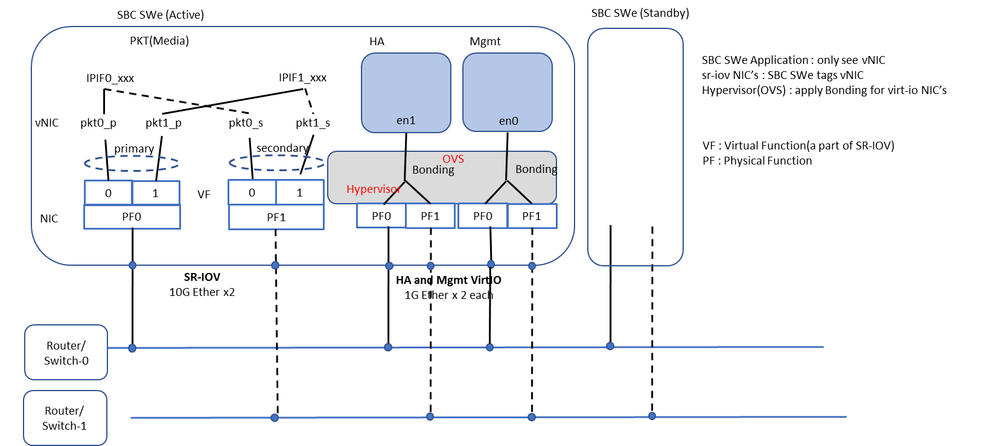 SBC SWe (Active)
SBC SWe (Standby)
PKT(Media)
HA
Mgmt
SBC SWe Application : only see vNIC
sr-iov NIC’s : SBC SWe tags vNIC
Hypervisor(OVS) : apply Bonding for virt-io NIC’s
IPIF0_xxx
IPIF1_xxx
vNIC
pkt0_p
pkt1_p
pkt0_s
pkt1_s
en1
en0
primary
secondary
VF : Virtual Function(a part of SR-IOV)
PF : Physical Function
OVS
Bonding
Bonding
Hypervisor
0
1
VF
0
1
NIC
PF0
PF1
PF0
PF1
PF0
PF1
SR-IOV
10G Ether x2
HA and Mgmt VirtIO
1G Ether x 2 each
Router/
Switch-0
Router/
Switch-1